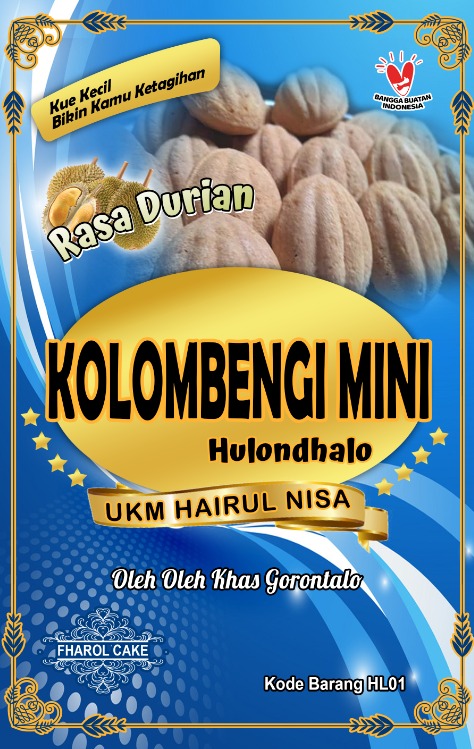 Kue Kecil
Bikin Kamu Ketagihan
BANGGA BUATAN
INDONESIA
Rasa Durian
KOLOMBENGI MINI
Hulondhalo
UKM HAIRUL NISA
Oleh Oleh Khas Gorontalo
FHAROL CAKE
Kode Barang HL01